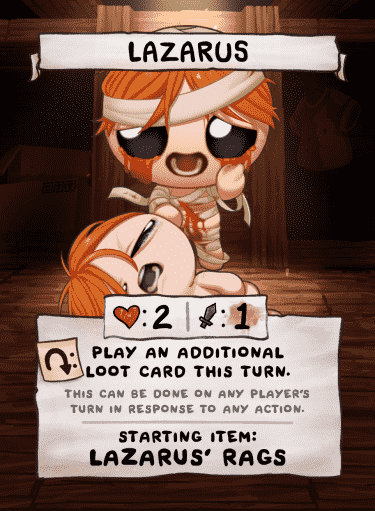 LAZARUS
:2 :1
PLAY AN ADDITIONAL
LOOT CARD THIS TURN.
THIS CAN BE DONE ON ANY PLAYER'S
TURN IN RESPONSE TO ANY ACTION.
STARTING ITEM:
LAZARUS' RAGS